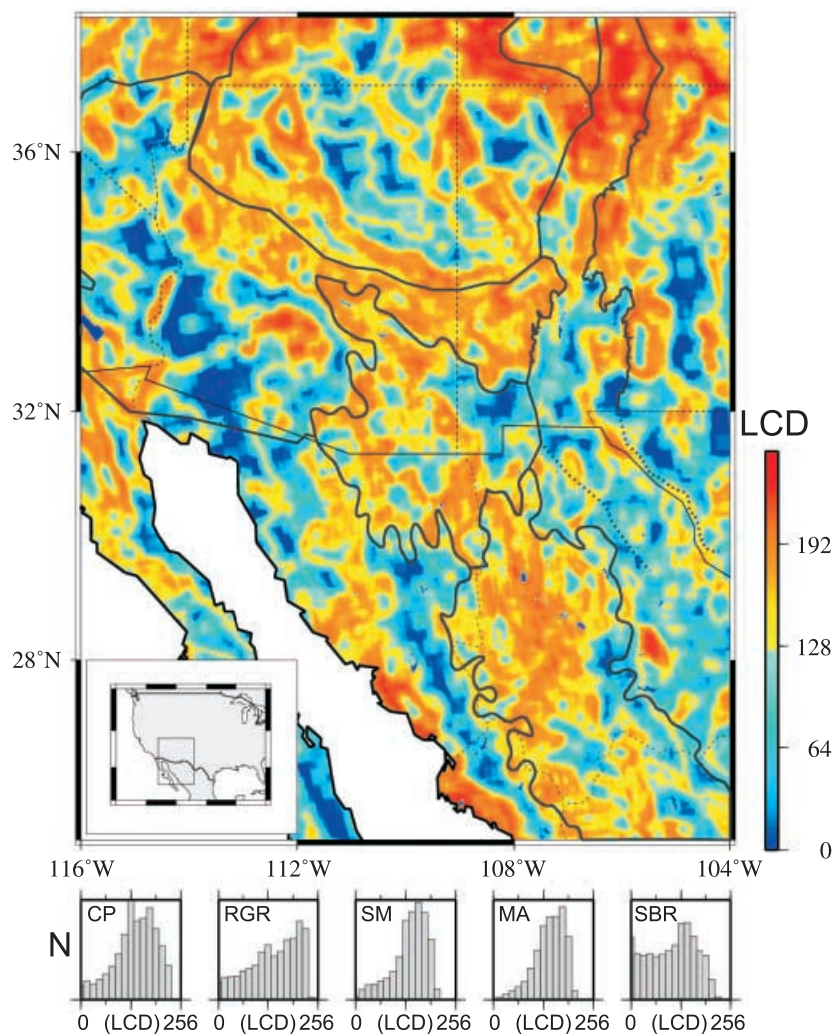 36°N
32°N
28°N
116°W 112°W 108°W 104°W
LCD
192
128
64
0
N
CP RGR SM MA SBR
0 (LCD) 256 0 (LCD) 256 0 (LCD) 256 0 (LCD) 256 0 (LCD) 256